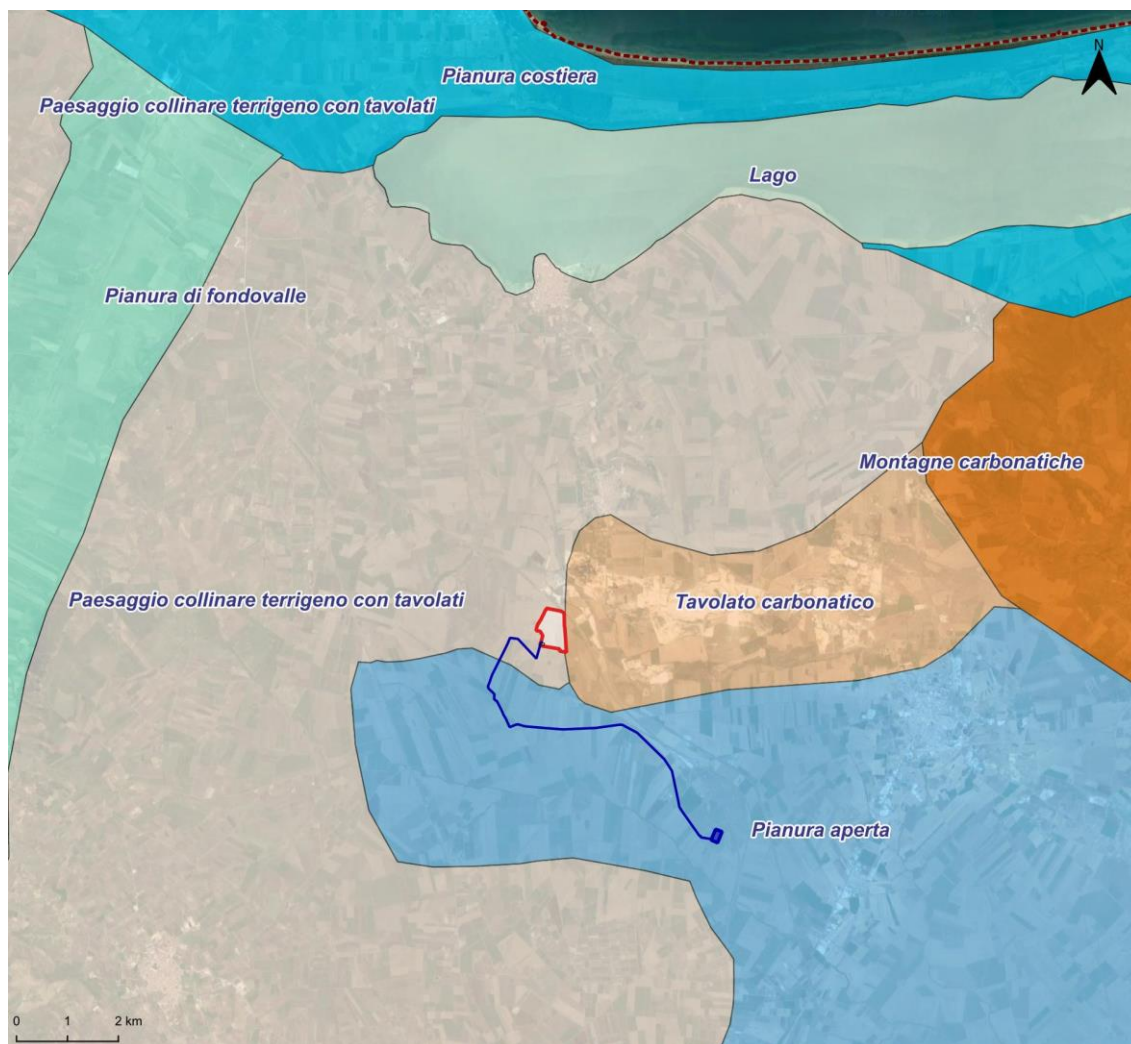 N
Pianura costiera
Paesaggio collinare terrigeno con tavolati
Lago
Pianura di fondovalle
Montagne carbonatiche
Paesaggio collinare terrigeno con tavolati
Tavolato carbonatico
Pianura aperta
0 1 2 km